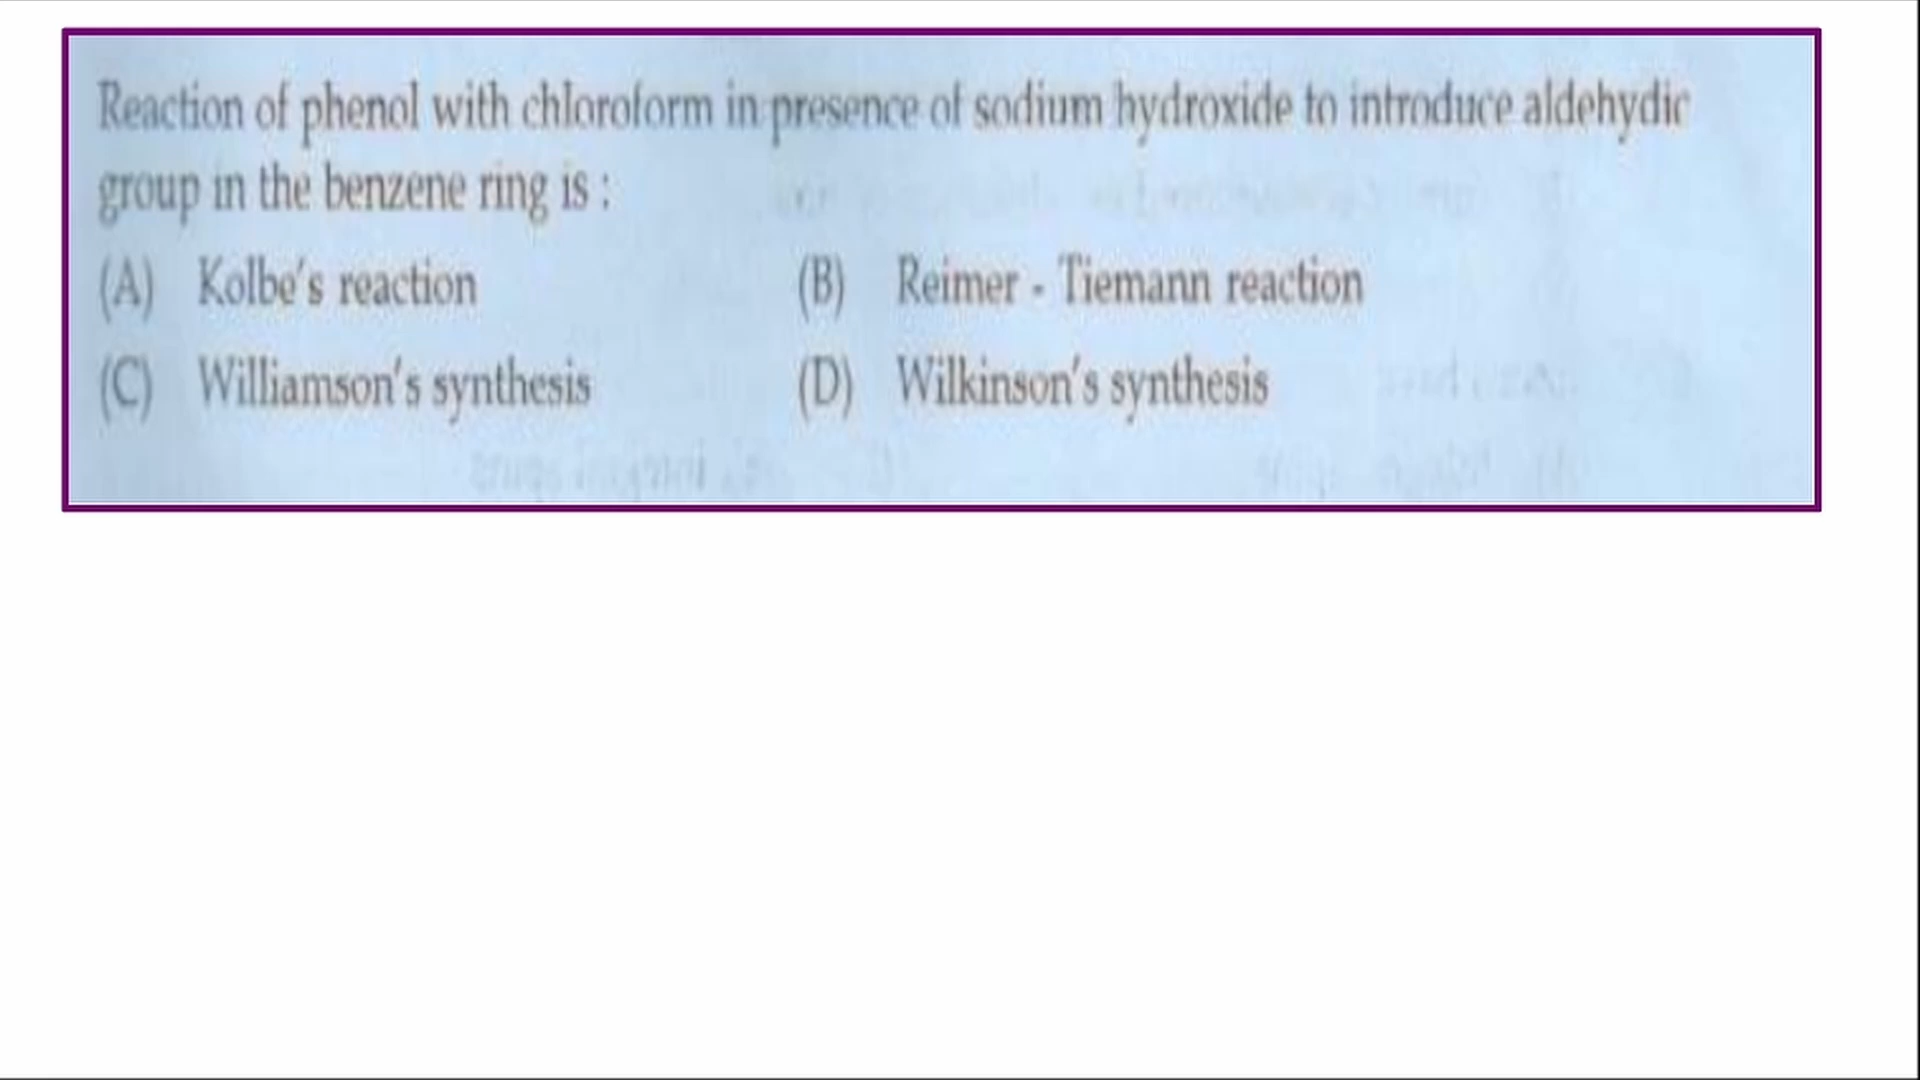 Reaction of phenol with chloroform in presence of sodium hydroxide to introduce aldehydic
group in the benzene ring is :
(A) Kolbe's reaction (B) Reimer - Tiemann reaction
(C) Williamson's synthesis (D) Wilkinson's synthesis